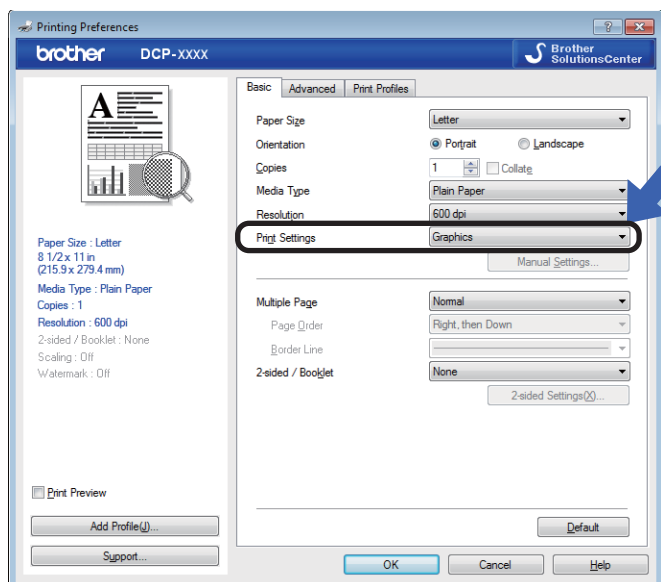 Printing Preferences
brother DCP-XXXX Brother SolutionsCenter
A
Basic Advanced Print Profiles
Paper Size Letter
Orientation Portrait Landscape
Copies 1 Collate
Media Type Plain Paper
Resolution 600 dpi
Print Settings Graphics
Manual Settings...
Multiple Page Normal
Page Order Right, then Down
Border Line
2-sided / Booklet None
2-sided Settings(X)...
Paper Size : Letter
8 1/2 x 11 in
(215.9 x 279.4 mm)
Media Type : Plain Paper
Copies : 1
Resolution : 600 dpi
2-sided / Booklet : None
Scaling : Off
Watermark : Off
Print Preview
Add Profile(J)...
Support...
Default
OK Cancel Help